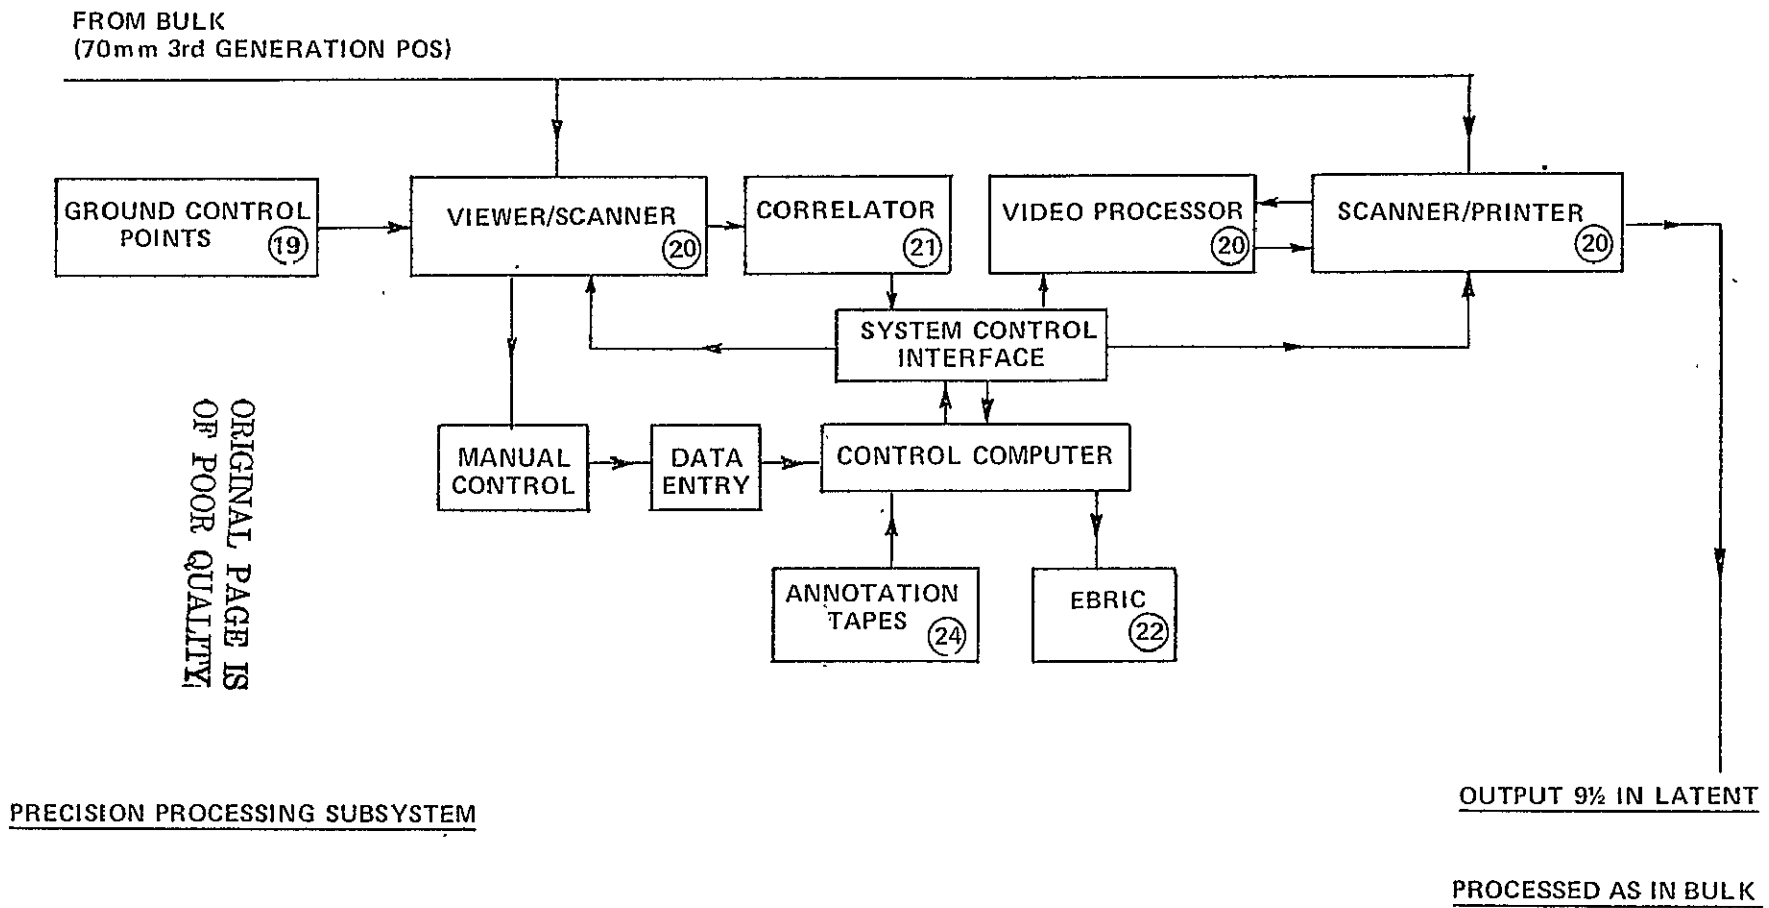 FROM BULK
(70mm 3rd GENERATION POS)
GROUND CONTROL
POINTS
19
VIEWER/SCANNER
20
CORRELATOR
21
VIDEO PROCESSOR
20
SCANNER/PRINTER
20
SYSTEM CONTROL
INTERFACE
MANUAL
CONTROL
DATA
ENTRY
CONTROL COMPUTER
ANNOTATION
TAPES
24
EBRIC
22
ORIGINAL PAGE IS
OF POOR QUALITY
PRECISION PROCESSING SUBSYSTEM
OUTPUT 9½ IN LATENT
PROCESSED AS IN BULK